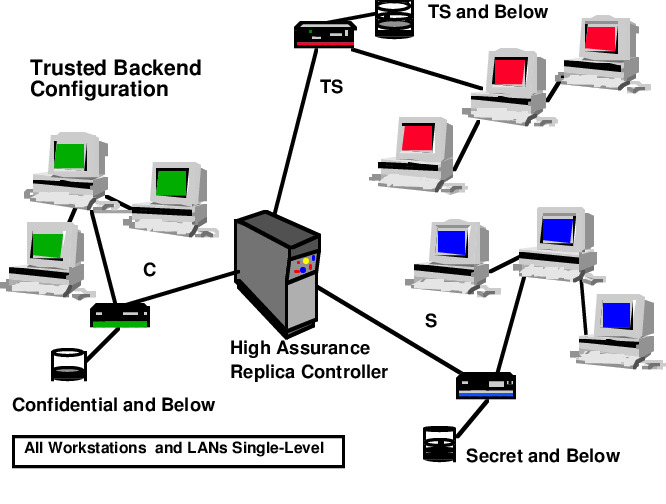 TS and Below
Trusted Backend
Configuration
TS
C
S
High Assurance
Replica Controller
Confidential and Below
All Workstations and LANs Single-Level
Secret and Below